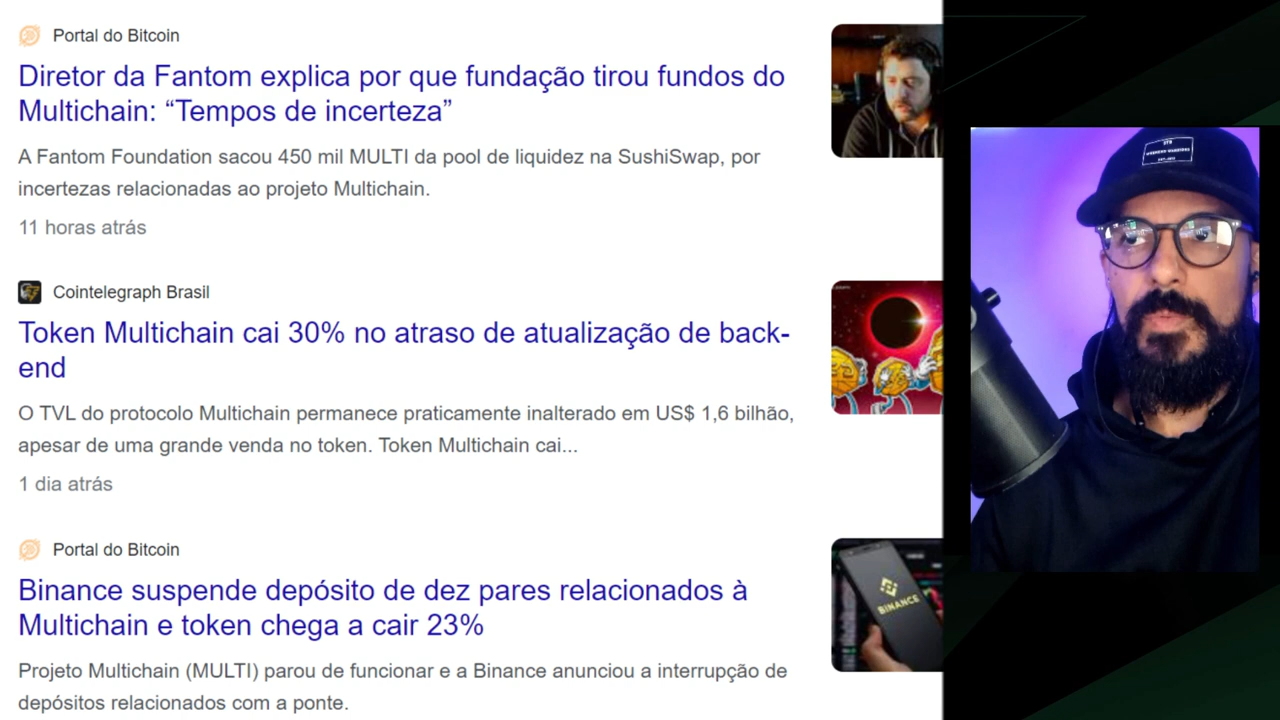 Portal do Bitcoin
Diretor da Fantom explica por que fundação tirou fundos do
Multichain: “Tempos de incerteza”
A Fantom Foundation sacou 450 mil MULTI da pool de liquidez na SushiSwap, por
incertezas relacionadas ao projeto Multichain.
11 horas atrás
Cointelegraph Brasil
Token Multichain cai 30% no atraso de atualização de back-
end
O TVL do protocolo Multichain permanece praticamente inalterado em US$ 1,6 bilhão,
apesar de uma grande venda no token. Token Multichain cai...
1 dia atrás
Portal do Bitcoin
Binance suspende depósito de dez pares relacionados à
Multichain e token chega a cair 23%
BINANCE
Projeto Multichain (MULTI) parou de funcionar e a Binance anunciou a interrupção de
depósitos relacionados com a ponte.